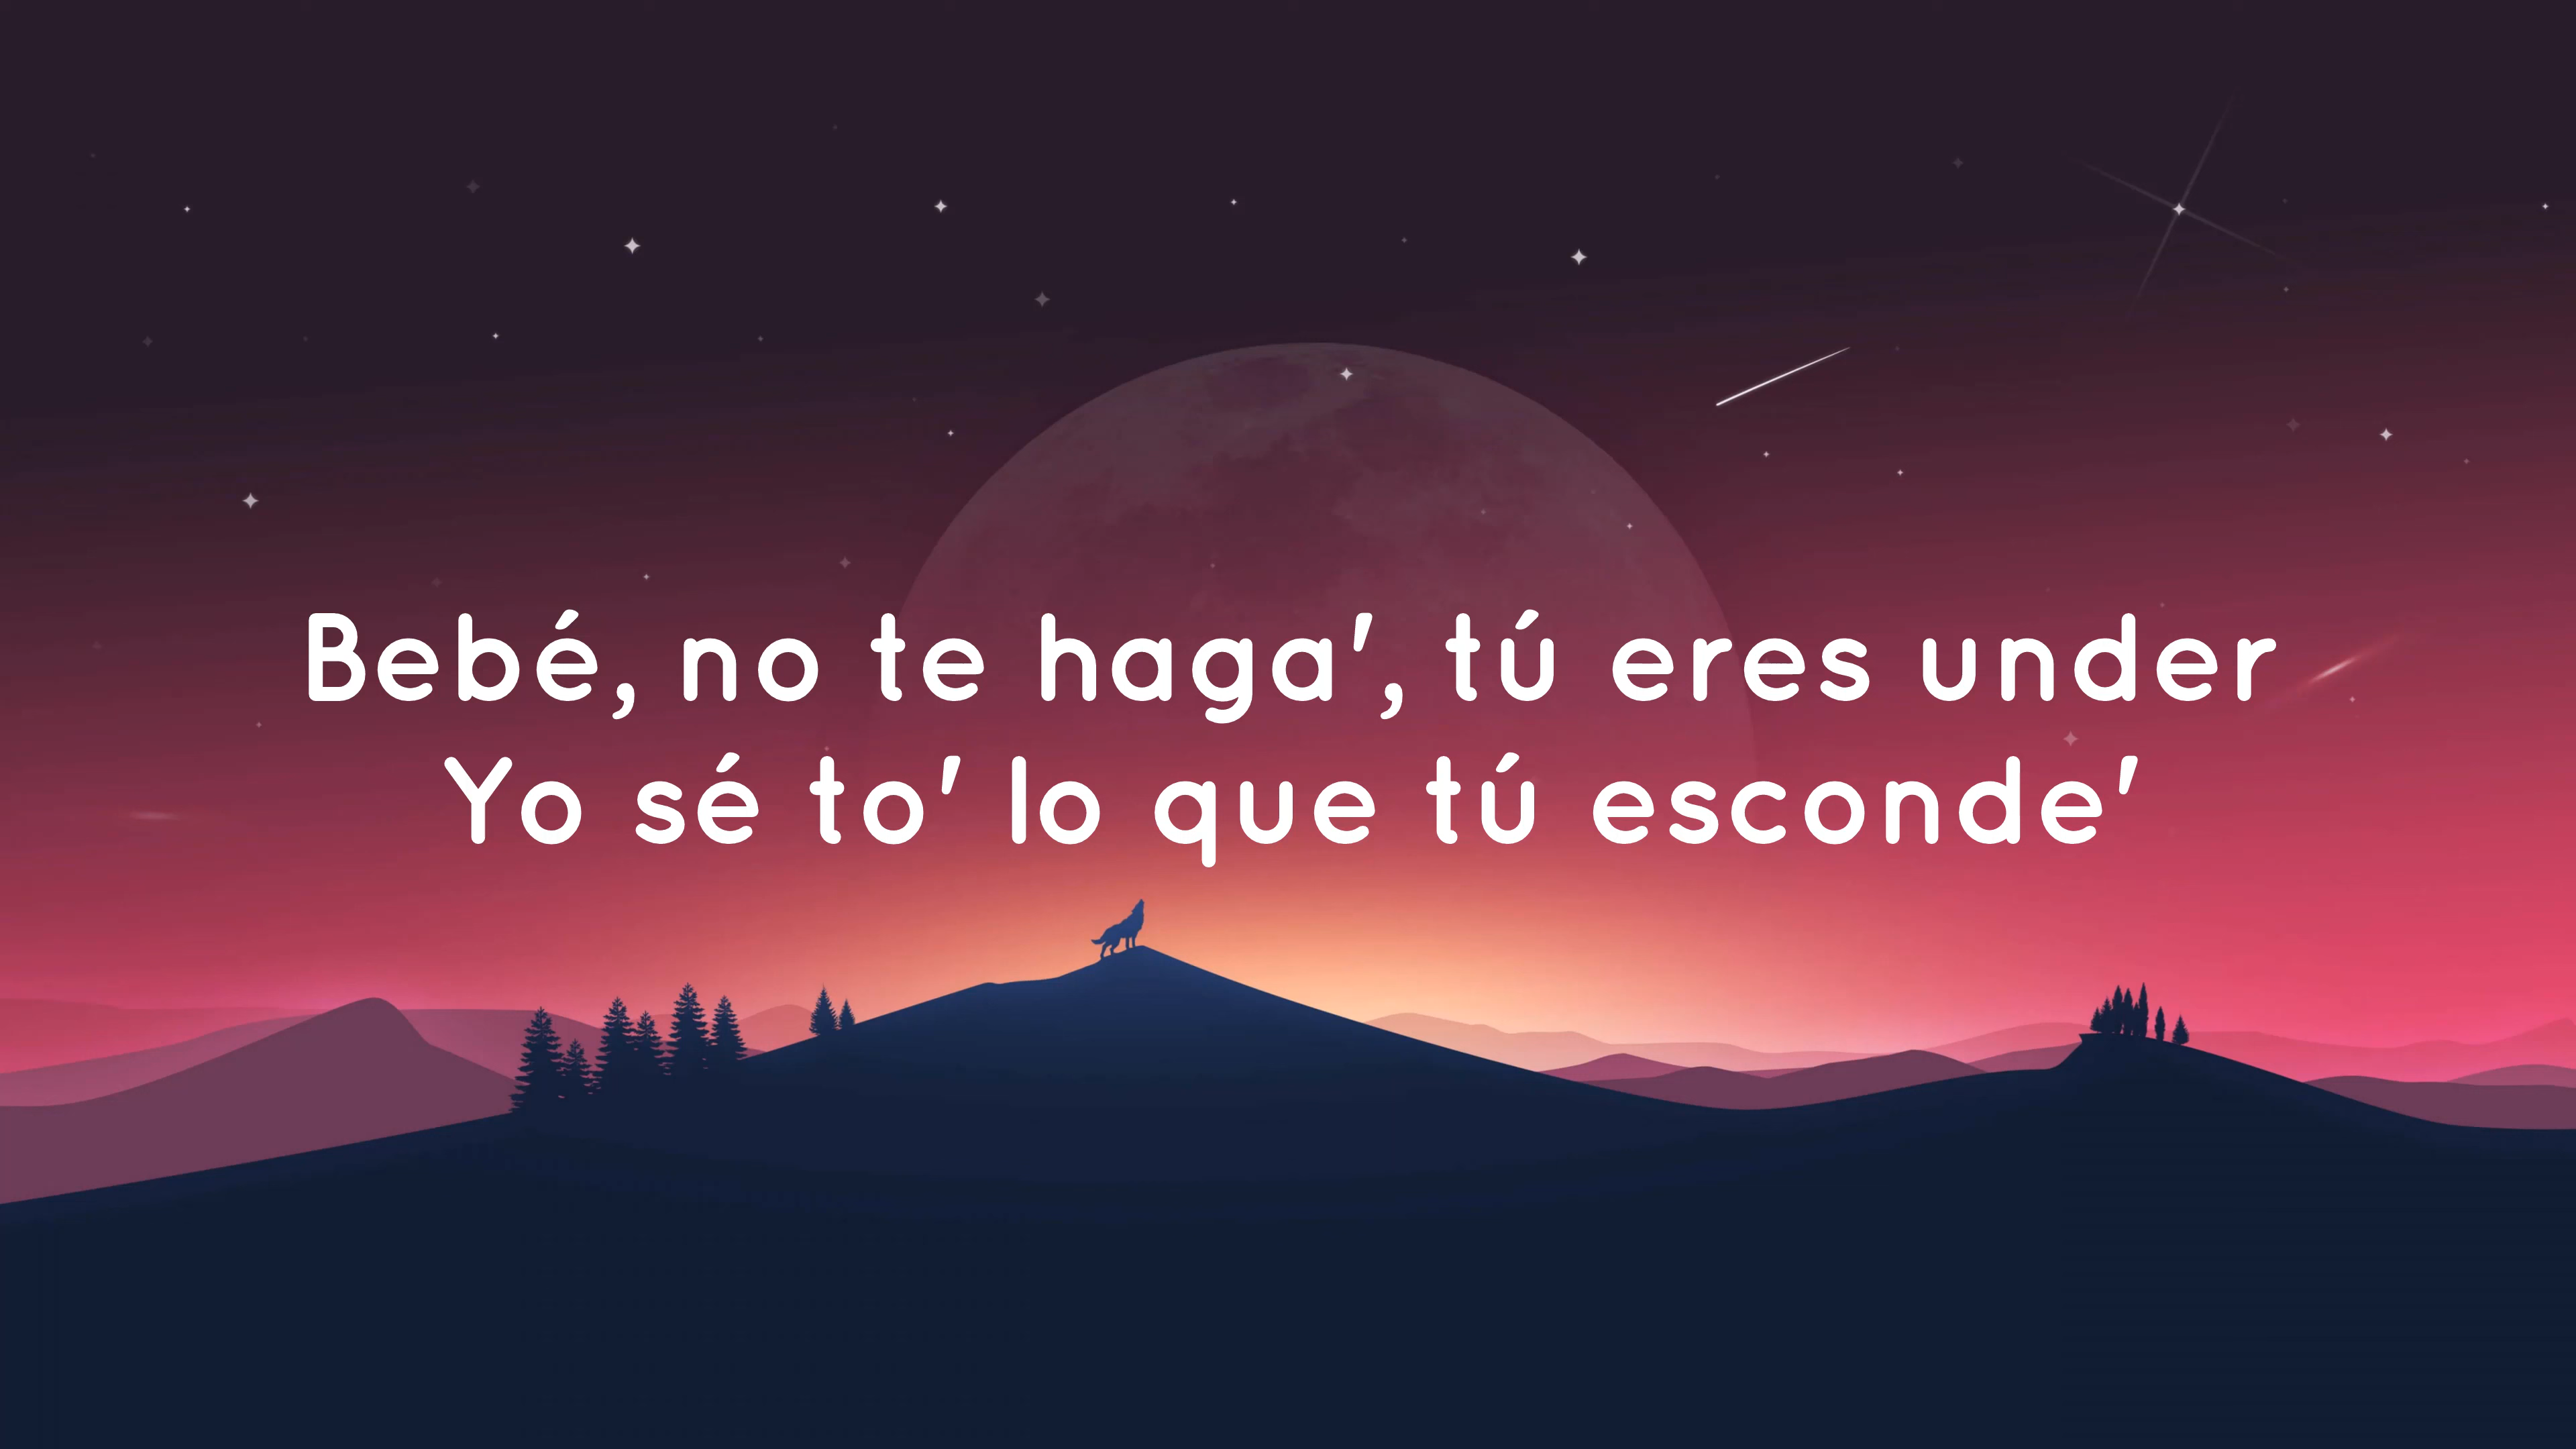 Bebé, no te haga', tú eres under
Yo sé to' lo que tú esconde'